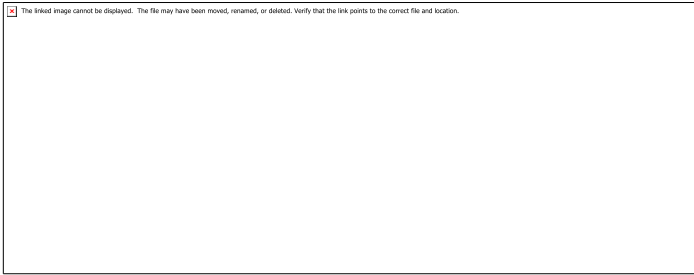 The linked image cannot be displayed. The file may have been moved, renamed, or deleted. Verify that the link points to the correct file and location.